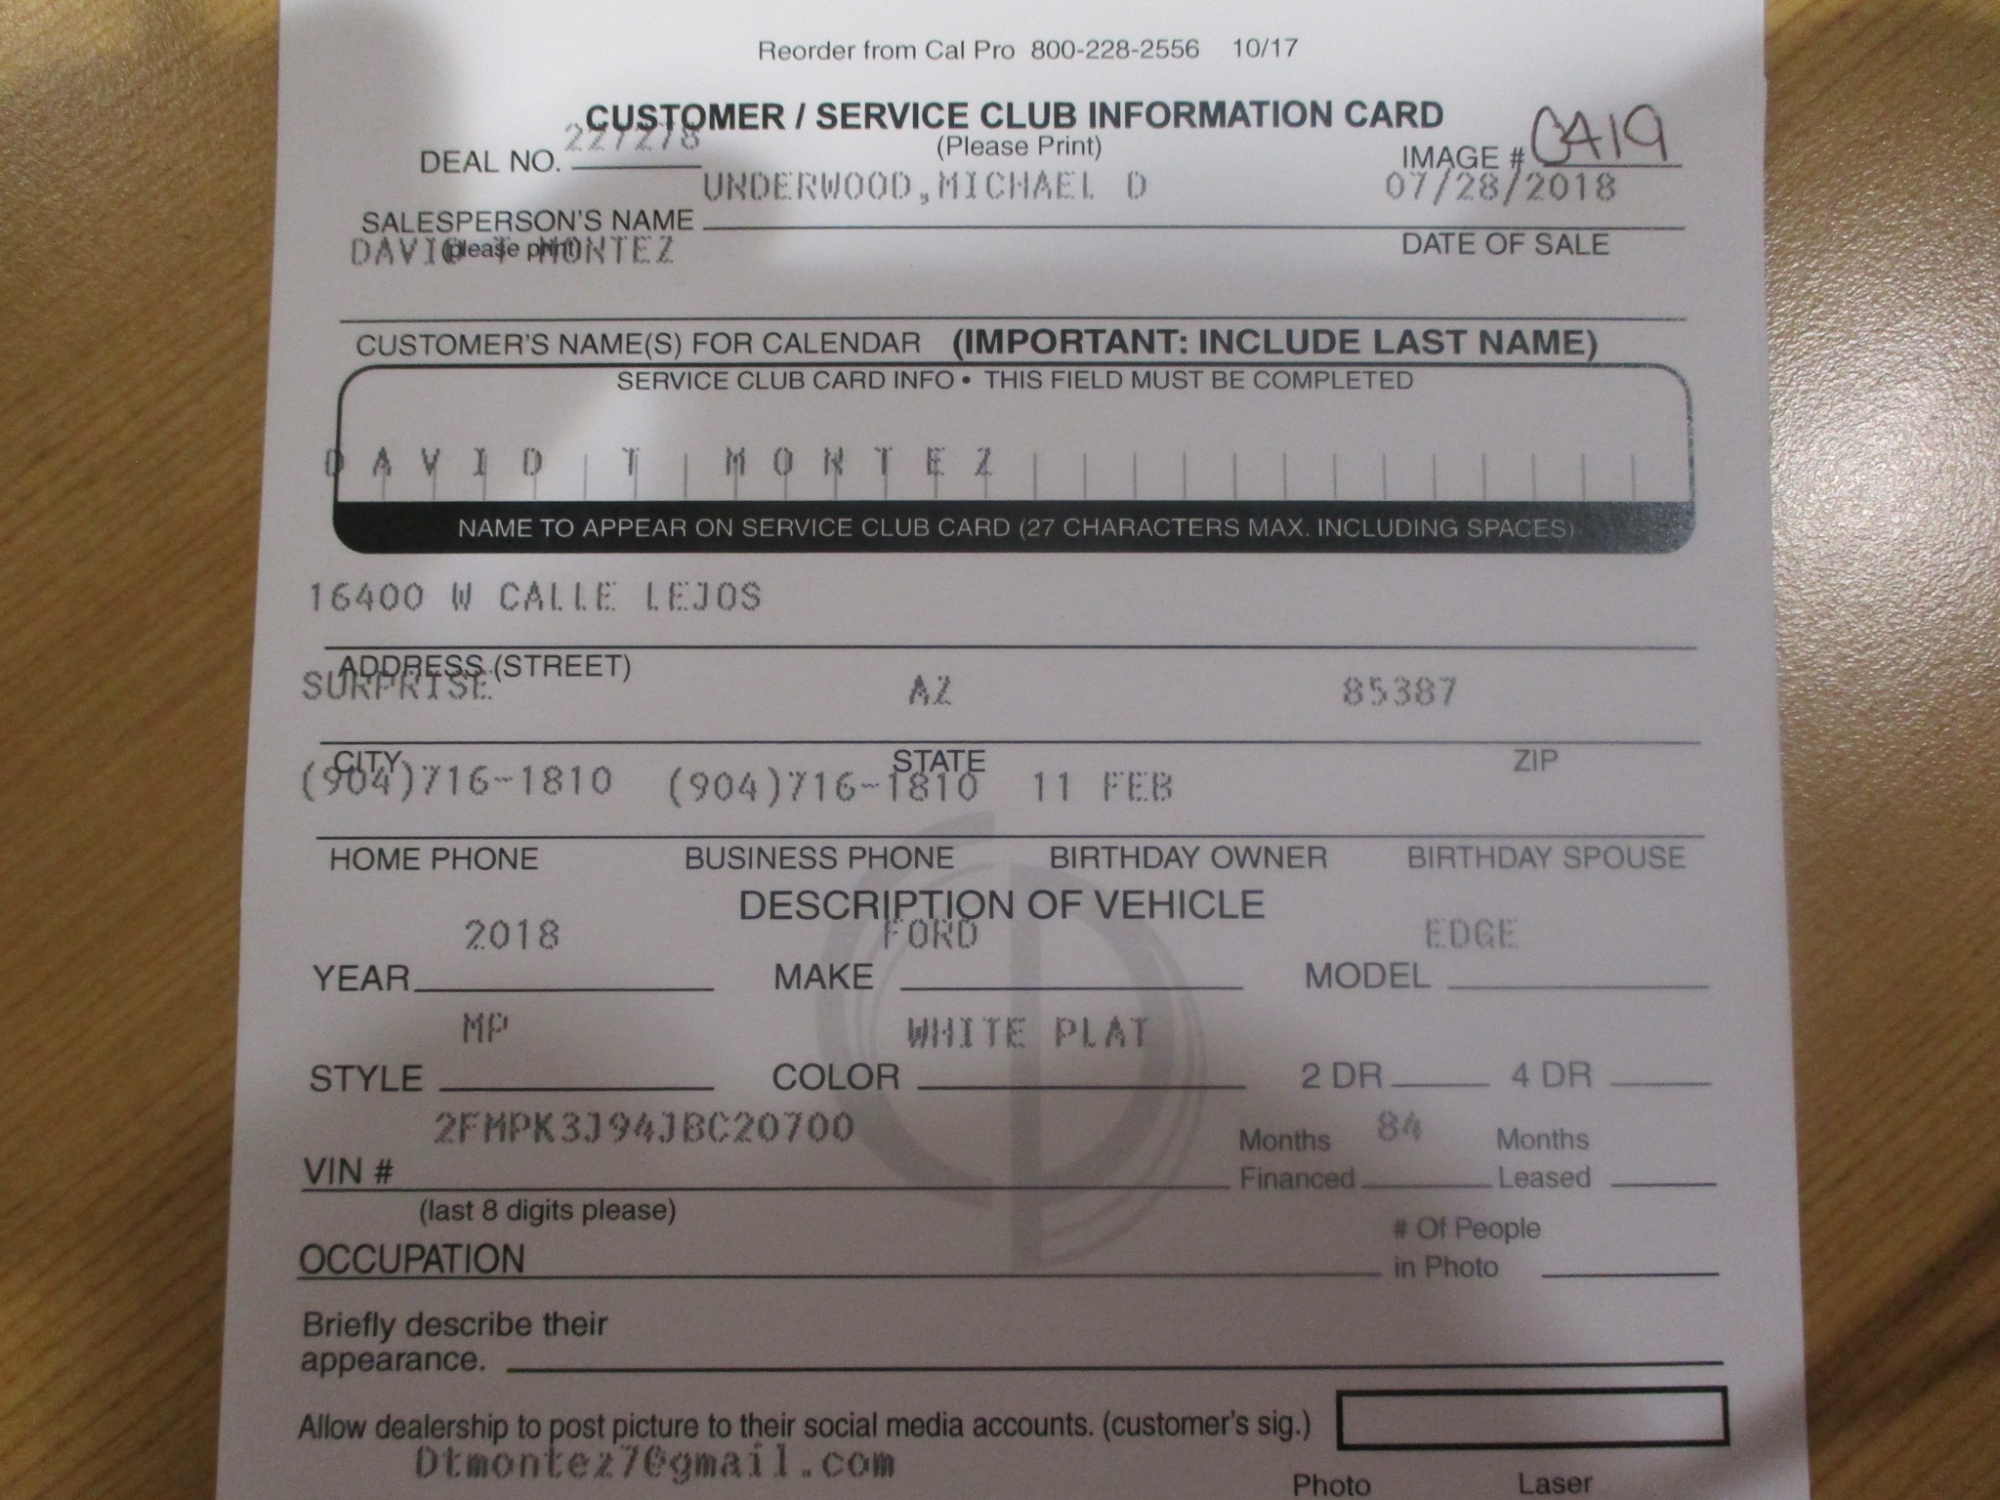 Reorder from Cal Pro 800-228-2556 10/17
CUSTOMER / SERVICE CLUB INFORMATION CARD
(Please Print)
DEAL NO. 227278
IMAGE # CA19
UNDERWOOD,MICHAEL D 07/28/2018
SALESPERSON'S NAME
(please print)
DATE OF SALE
DAVID T MONTEZ
CUSTOMER'S NAME(S) FOR CALENDAR (IMPORTANT: INCLUDE LAST NAME)
SERVICE CLUB CARD INFO • THIS FIELD MUST BE COMPLETED
DAVID T MONTEZ
NAME TO APPEAR ON SERVICE CLUB CARD (27 CHARACTERS MAX. INCLUDING SPACES)
16400 W CALLE LEJOS
ADDRESS (STREET)
SURPRISE AZ 85387
CITY STATE ZIP
(904)716-1810 (904)716-1810 11 FEB
HOME PHONE BUSINESS PHONE BIRTHDAY OWNER BIRTHDAY SPOUSE
DESCRIPTION OF VEHICLE
2018 FORD EDGE
YEAR MAKE MODEL
MP WHITE PLAT
STYLE COLOR 2 DR 4 DR
2FMPK3J94JBC20700
VIN #
(last 8 digits please)
Months 84 Months
Financed Leased
# Of People
OCCUPATION in Photo
Briefly describe their
appearance.
Allow dealership to post picture to their social media accounts. (customer's sig.)
Dtmontez7@gmail.com
Photo Laser